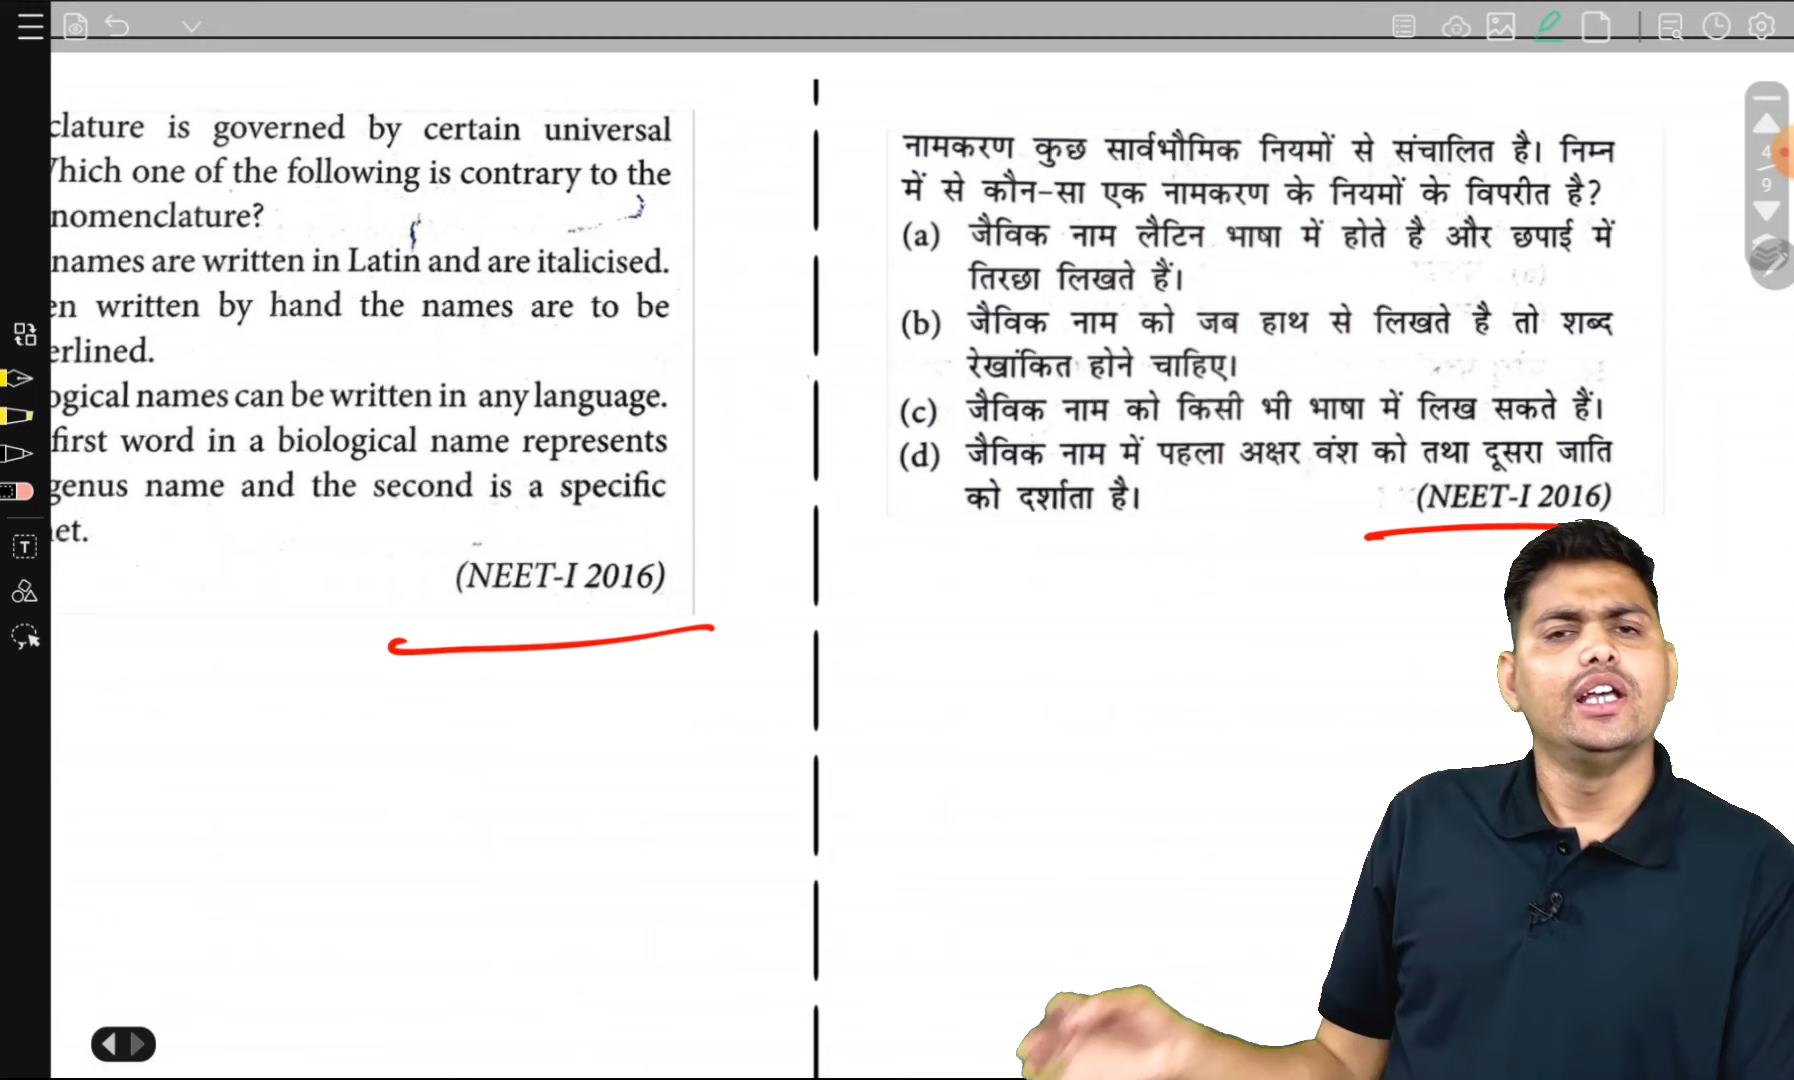 clature is governed by certain universal
hich one of the following is contrary to the
nomenclature?
names are written in Latin and are italicised.
en written by hand the names are to be
erlined.
ogical names can be written in any language.
first word in a biological name represents
genus name and the second is a specific
et.
(NEET-I 2016)
नामकरण कुछ सार्वभौमिक नियमों से संचालित है। निम्न
में से कौन-सा एक नामकरण के नियमों के विपरीत है?
(a) जैविक नाम लैटिन भाषा में होते है और छपाई में
तिरछा लिखते हैं।
(b) जैविक नाम को जब हाथ से लिखते है तो शब्द
रेखांकित होने चाहिए।
(c) जैविक नाम को किसी भी भाषा में लिख सकते हैं।
(d) जैविक नाम में पहला अक्षर वंश को तथा दूसरा जाति
को दर्शाता है। (NEET-I 2016)
4
9
T